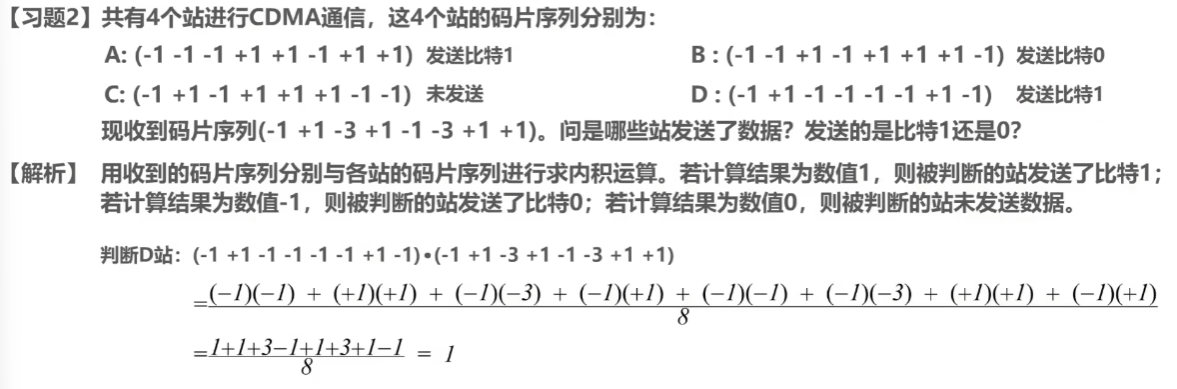 【习题2】共有4个站进行CDMA通信，这4个站的码片序列分别为：
A: (-1 -1 -1 +1 +1 -1 +1 +1) 发送比特1 B : (-1 -1 +1 -1 +1 +1 +1 -1) 发送比特0
C: (-1 +1 -1 +1 +1 +1 -1 -1) 未发送 D : (-1 +1 -1 -1 -1 -1 +1 -1) 发送比特1
现收到码片序列(-1 +1 -3 +1 -1 -3 +1 +1)。问是哪些站发送了数据？发送的是比特1还是0？
【解析】 用收到的码片序列分别与各站的码片序列进行求内积运算。若计算结果为数值1，则被判断的站发送了比特1；
若计算结果为数值-1，则被判断的站发送了比特0；若计算结果为数值0，则被判断的站未发送数据。
判断D站：(-1 +1 -1 -1 -1 -1 +1 -1)•(-1 +1 -3 +1 -1 -3 +1 +1)
=(−1)(−1) + (+1)(+1) + (−1)(−3) + (−1)(+1) + (−1)(−1) + (−1)(−3) + (+1)(+1) + (−1)(+1)
8
=1+1+3−1+1+3+1−1 = 1
8